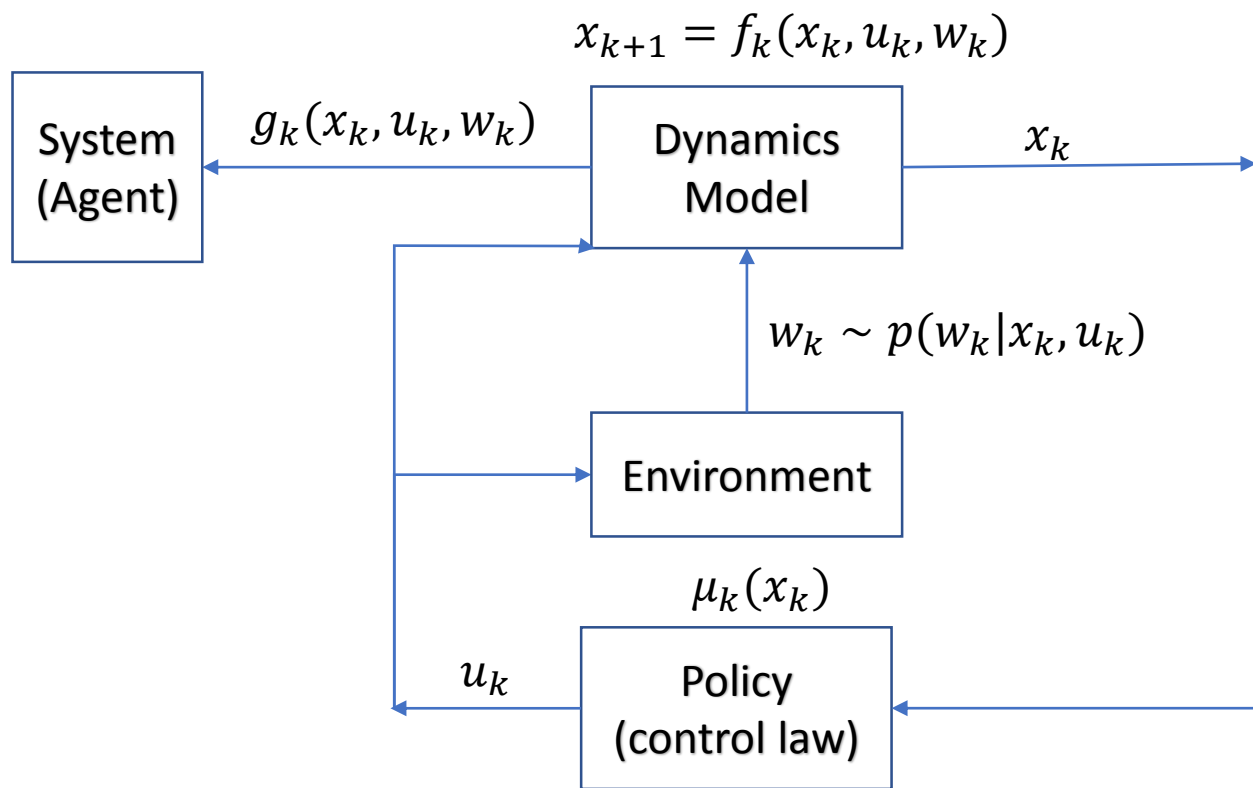 x_{k+1} = f_k(x_k, u_k, w_k)
System
(Agent)
g_k(x_k, u_k, w_k)
Dynamics
Model
x_k
w_k ~ p(w_k|x_k, u_k)
Environment
μ_k(x_k)
u_k
Policy
(control law)